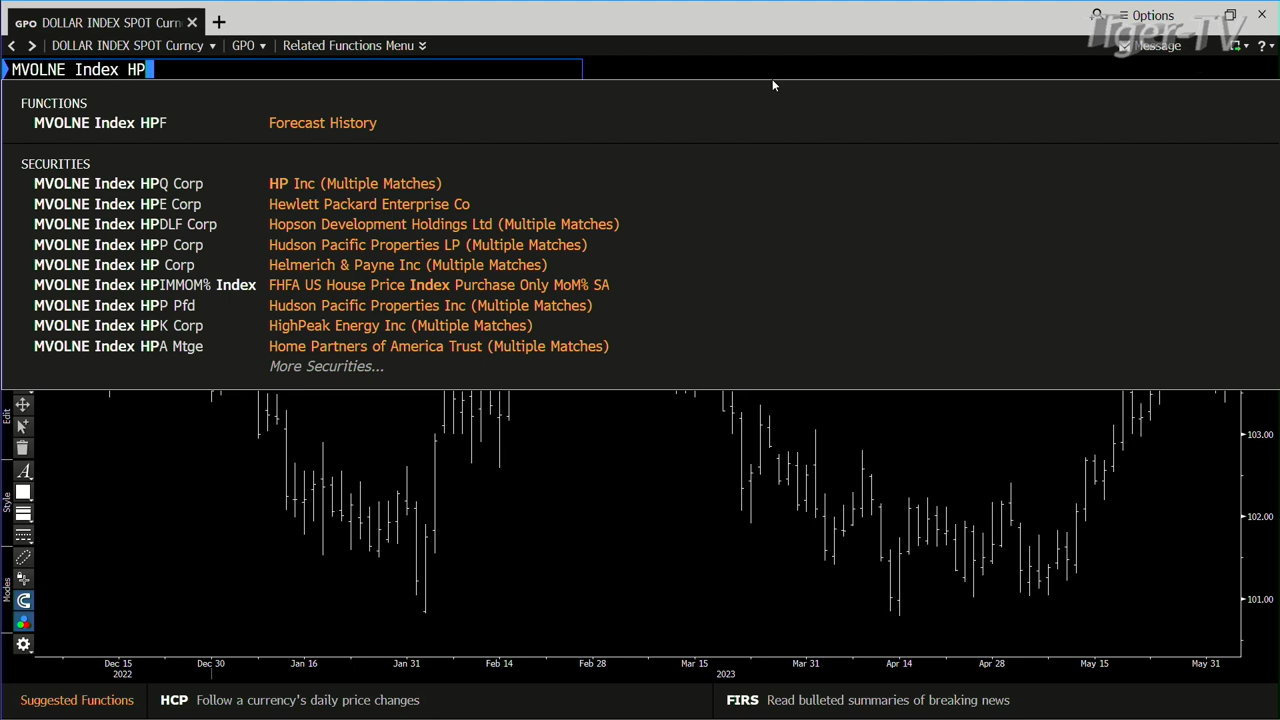 GPO DOLLAR INDEX SPOT Curn
Options
DOLLAR INDEX SPOT Curncy GPO Related Functions Menu
Message
Tiger-TV
MVOLNE Index HP
FUNCTIONS
MVOLNE Index HPF Forecast History
SECURITIES
MVOLNE Index HPQ Corp HP Inc (Multiple Matches)
MVOLNE Index HPE Corp Hewlett Packard Enterprise Co
MVOLNE Index HPDLF Corp Hopson Development Holdings Ltd (Multiple Matches)
MVOLNE Index HPP Corp Hudson Pacific Properties LP (Multiple Matches)
MVOLNE Index HP Corp Helmerich & Payne Inc (Multiple Matches)
MVOLNE Index HPIMMOM% Index FHFA US House Price Index Purchase Only MoM% SA
MVOLNE Index HPP Pfd Hudson Pacific Properties Inc (Multiple Matches)
MVOLNE Index HPK Corp HighPeak Energy Inc (Multiple Matches)
MVOLNE Index HPA Mtge Home Partners of America Trust (Multiple Matches)
More Securities...
Edit
Style
Modes
103.00
102.00
101.00
Dec 15 Dec 30 Jan 16 Jan 31 Feb 14 Feb 28 Mar 15 Mar 31 Apr 14 Apr 28 May 15 May 31
2022 2023
Suggested Functions HCP Follow a currency's daily price changes FIRS Read bulleted summaries of breaking news